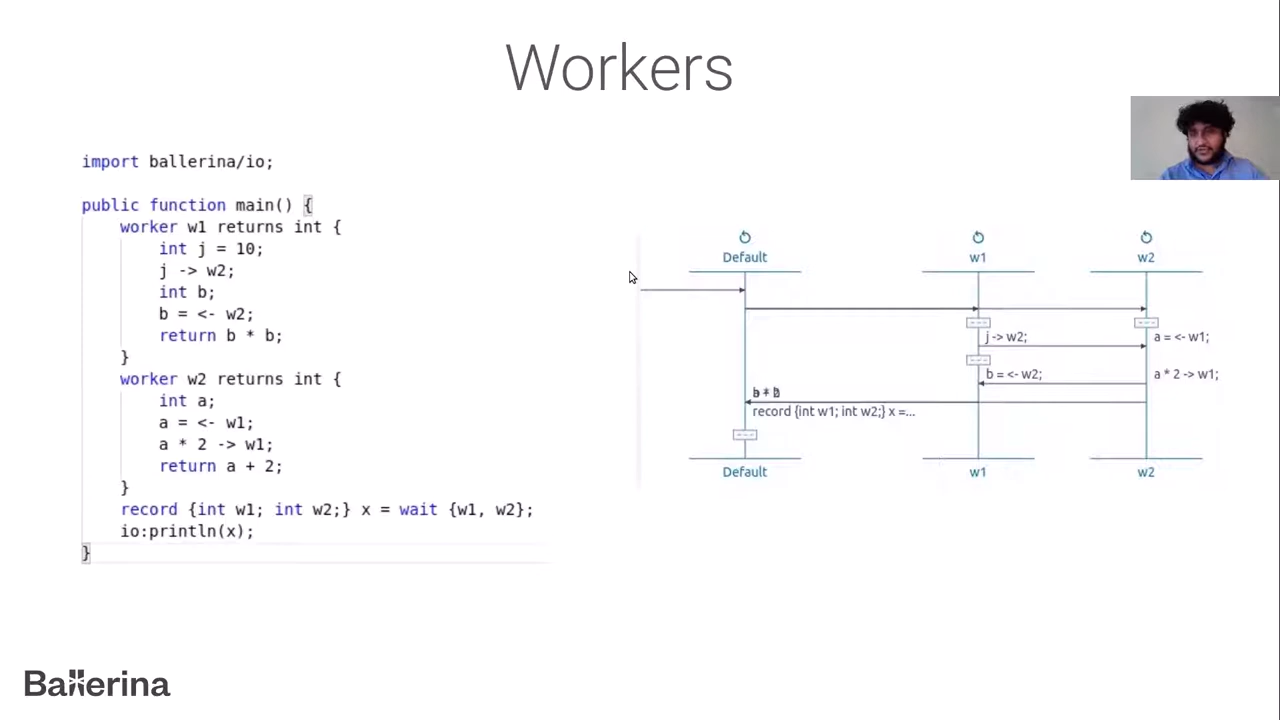 Workers
import ballerina/io;
public function main() {
worker w1 returns int {
int j = 10;
j -> w2;
int b;
b = <- w2;
return b * b;
}
worker w2 returns int {
int a;
a = <- w1;
a * 2 -> w1;
return a + 2;
}
record {int w1; int w2;} x = wait {w1, w2};
io:println(x);
}
Default
w1
w2
j -> w2;
a = <- w1;
b = <- w2;
a * 2 -> w1;
record {int w1; int w2;} x =...
Default
w1
w2
Ballerina